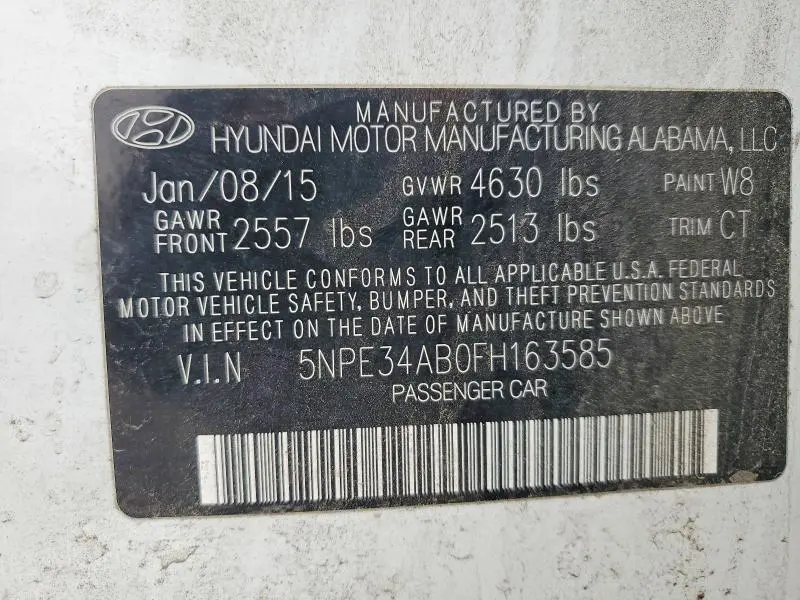 MANUFACTURED BY
HYUNDAI MOTOR MANUFACTURING ALABAMA, LLC
Jan/08/15 GVWR 4630 lbs PAINT W8
GAWR FRONT 2557 lbs GAWR REAR 2513 lbs TRIM CT
THIS VEHICLE CONFORMS TO ALL APPLICABLE U.S.A. FEDERAL
MOTOR VEHICLE SAFETY, BUMPER, AND THEFT PREVENTION STANDARDS
IN EFFECT ON THE DATE OF MANUFACTURE SHOWN ABOVE
V.I.N 5NPE34AB0FH163585
PASSENGER CAR